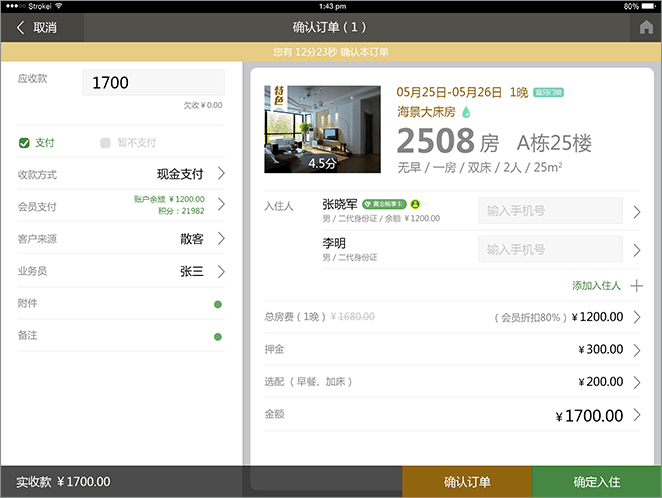 Strokei
1:43 pm
80%
取消
确认订单（1）
您有 12分23秒 确认本订单
应收款
1700
欠收￥0.00
支付
暂不支付
收款方式
现金支付
会员支付
账户余额 ￥1200.00
积分：21982
客户来源
散客
业务员
张三
附件
备注
特色
4.5分
05月25日-05月26日 1晚 蓝牙门锁
海景大床房
2508房 A栋25楼
无早 / 一房 / 双床 / 2人 / 25m²
入住人
张晓军 黄金畅享卡
男 / 二代身份证 / 余额 ￥1200.00
输入手机号
李明
男 / 二代身份证
输入手机号
添加入住人
总房费（1晚）￥1680.00
（会员折扣80%）￥1200.00
押金
￥300.00
选配 （早餐、加床）
￥200.00
金额
￥1700.00
实收款 ￥1700.00
确认订单
确定入住